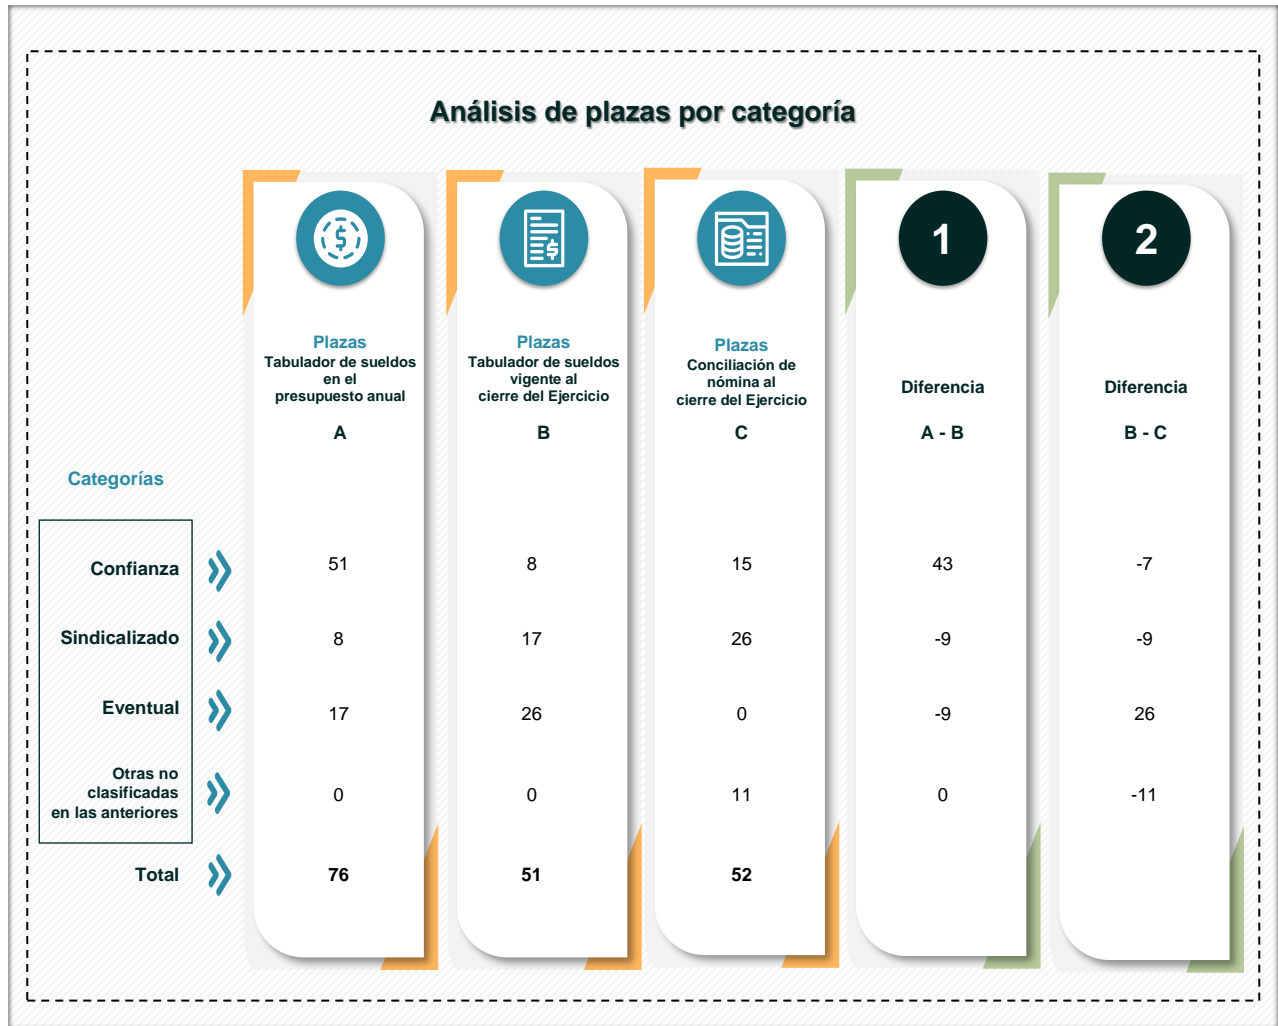 Análisis de plazas por categoría
1
2
Plazas
Tabulador de sueldos
en el
presupuesto anual
A
Plazas
Tabulador de sueldos
vigente al
cierre del Ejercicio
B
Plazas
Conciliación de
nómina al
cierre del Ejercicio
C
Diferencia
A - B
Diferencia
B - C
Categorías
Confianza 51 8 15 43 -7
Sindicalizado 8 17 26 -9 -9
Eventual 17 26 0 -9 26
Otras no
clasificadas
en las anteriores
0 0 11 0 -11
Total 76 51 52